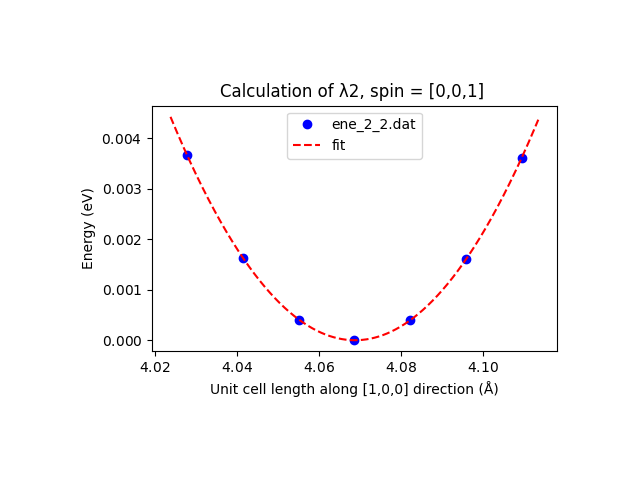 Calculation of λ2, spin = [0,0,1]
ene_2_2.dat
fit
Energy (eV)
0.004
0.003
0.002
0.001
0.000
4.02 4.04 4.06 4.08 4.10
Unit cell length along [1,0,0] direction (Å)